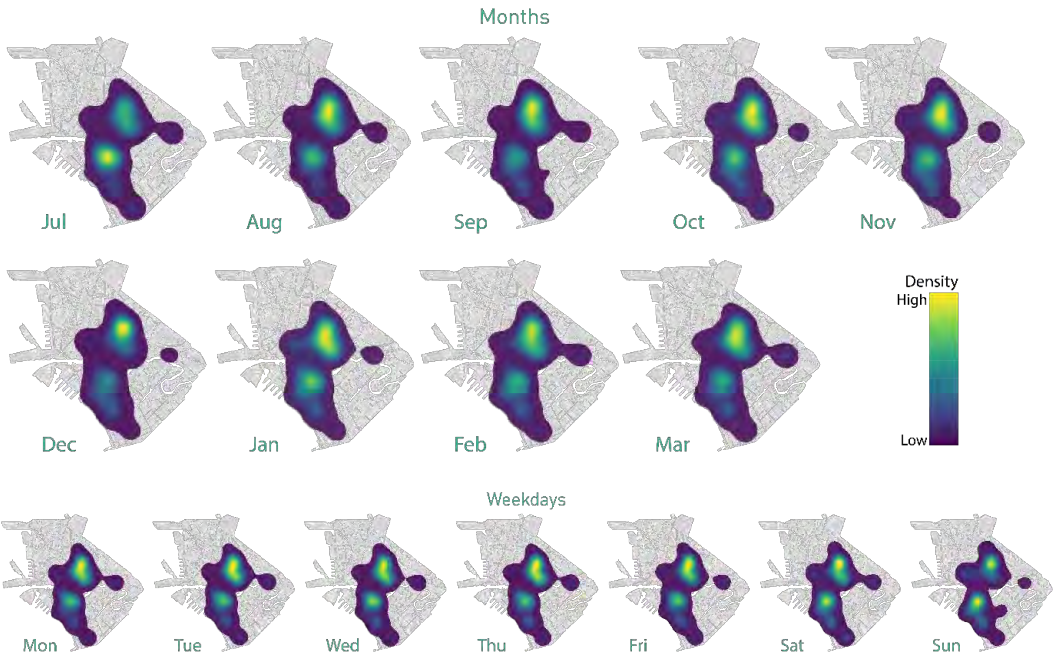 Months
Jul
Aug
Sep
Oct
Nov
Density
High
Low
Dec
Jan
Feb
Mar
Weekdays
Mon
Tue
Wed
Thu
Fri
Sat
Sun